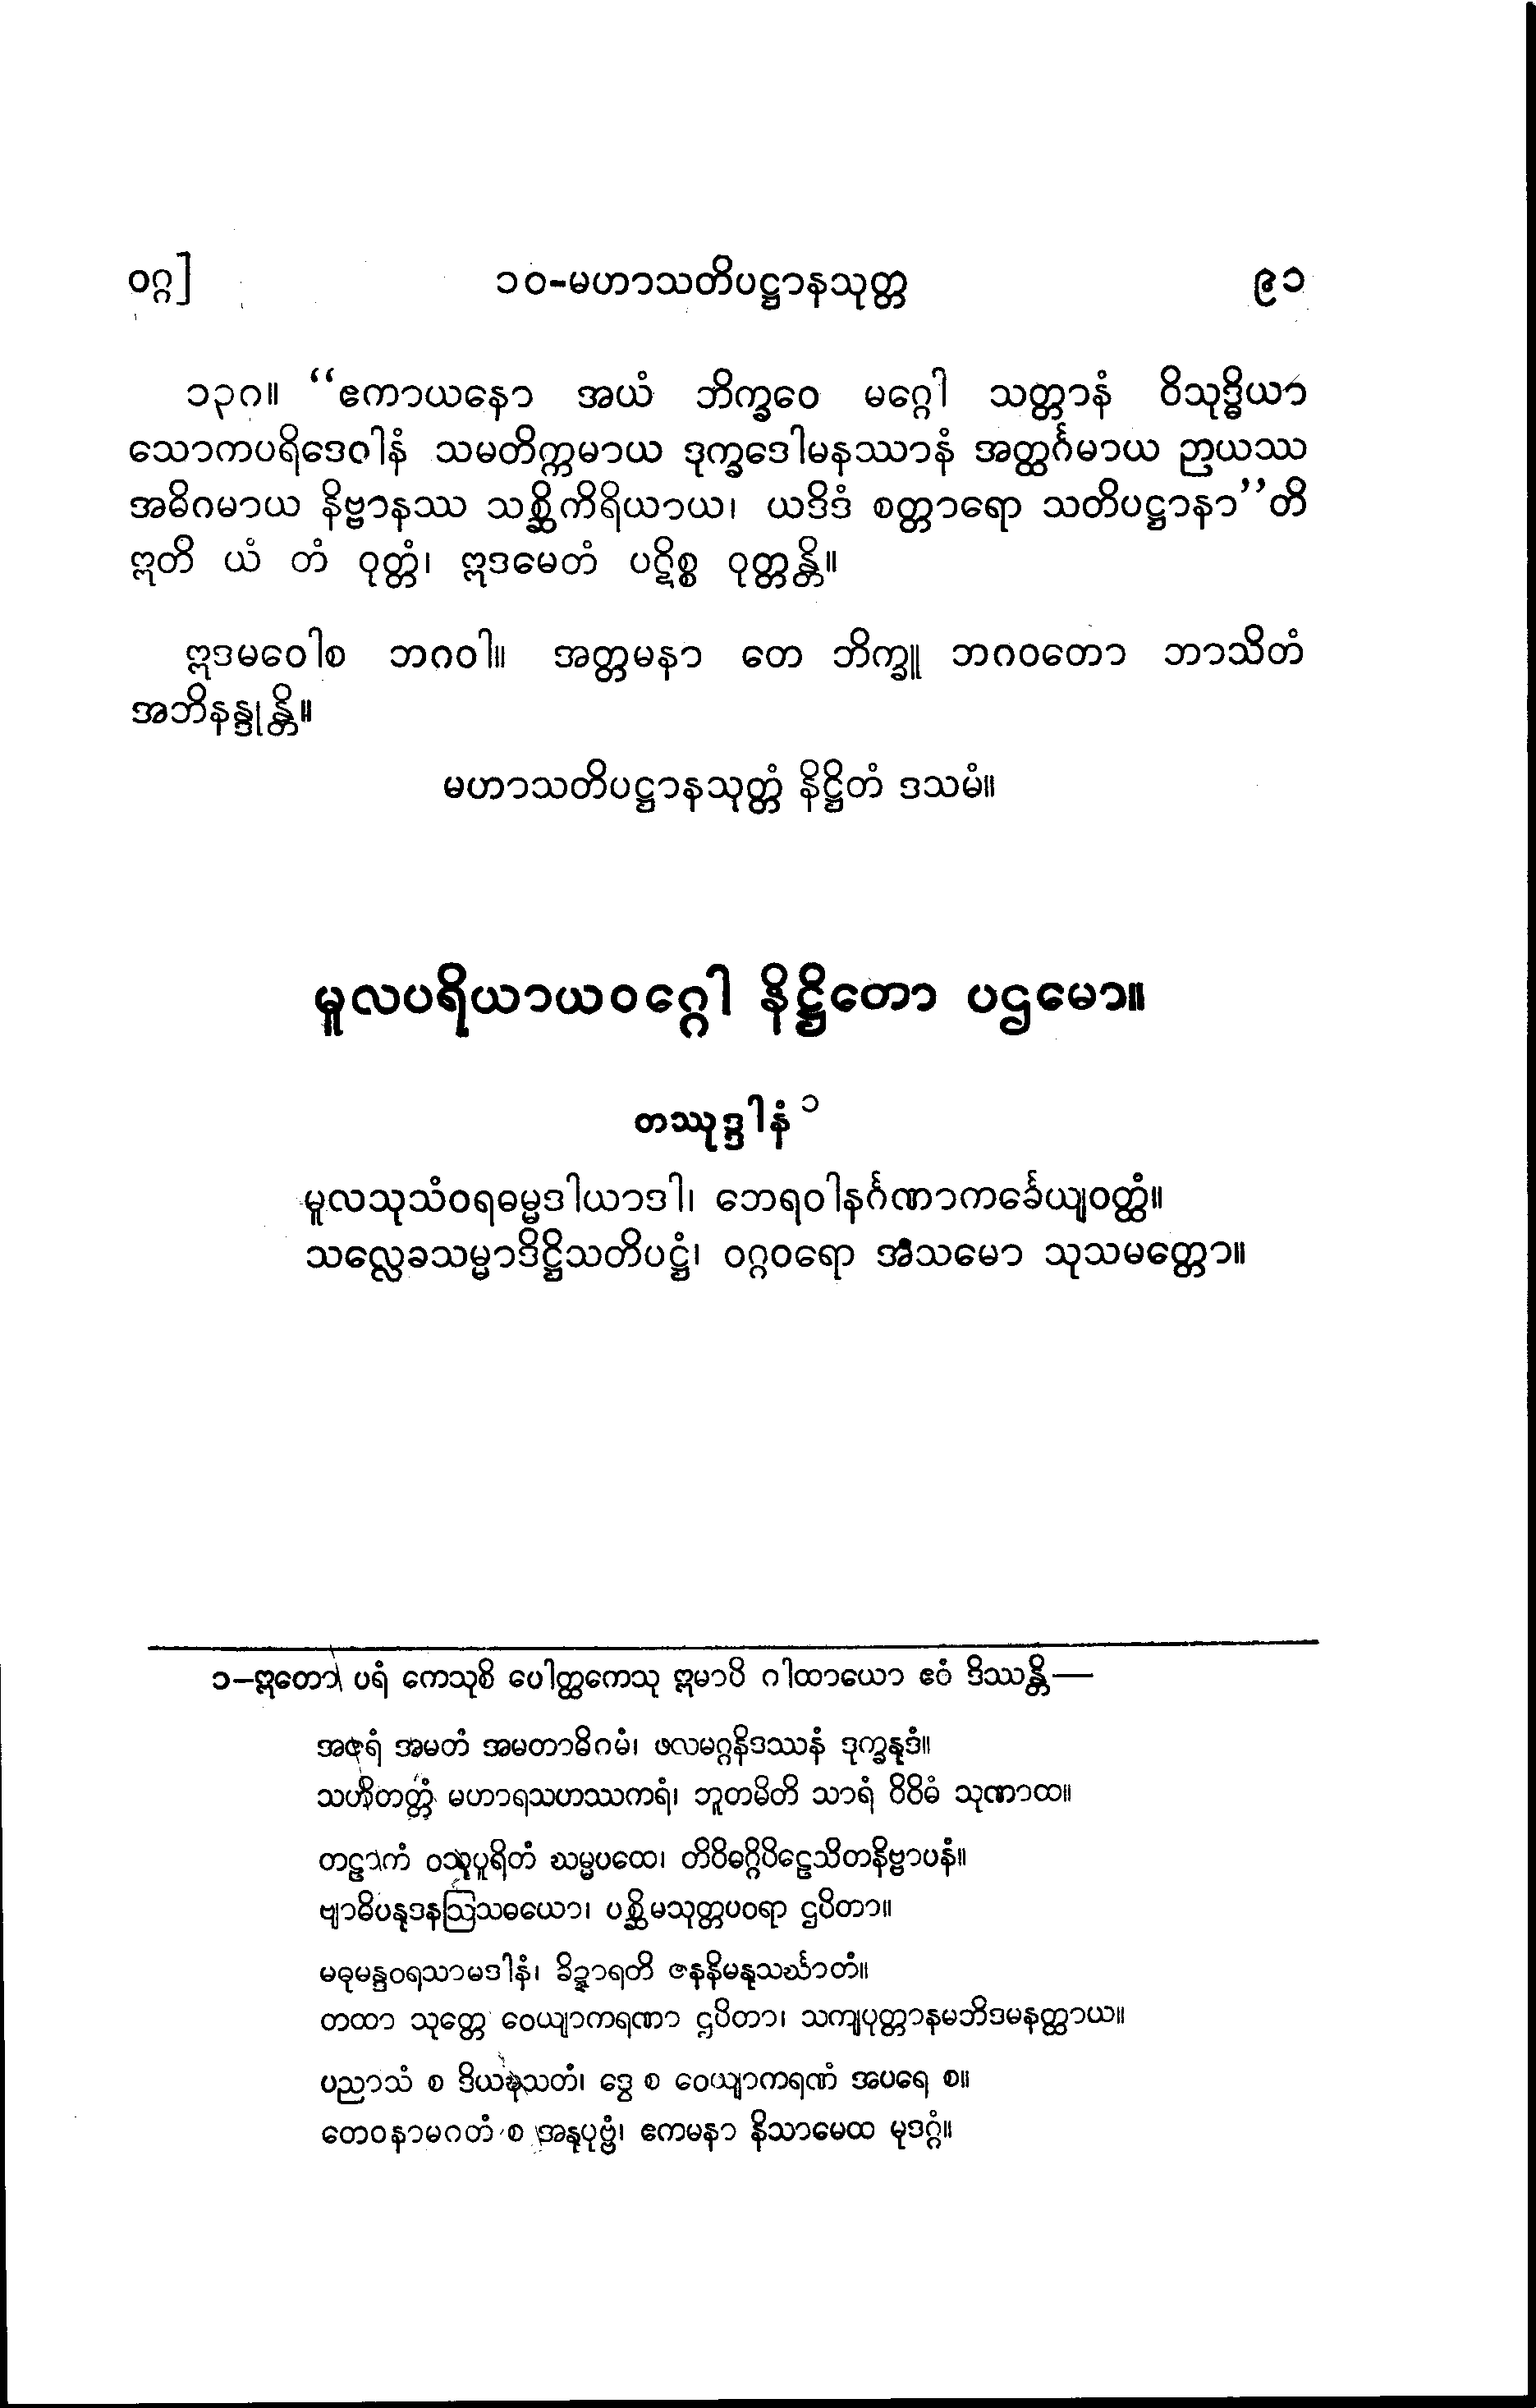 ဝဂ္ဂ] ၁၀-မဟာသတိပဋ္ဌာနသုတ္တ ၉၁
၁၃၇။ “ဧကာယနော အယံ ဘိက္ခဝေ မဂ္ဂေါ သတ္တာနံ ဝိသုဒ္ဓိယာ
သောကပရိဒေဝါနံ သမတိက္ကမာယ ဒုက္ခဒေါမနဿာနံ အတ္ထင်္ဂမာယ ဉာယဿ
အဓိဂမာယ နိဗ္ဗာနဿ သစ္ဆိကိရိယာယ၊ ယဒိဒံ စတ္တာရော သတိပဋ္ဌာနာ”တိ
ဣတိ ယံ တံ ဝုတ္တံ၊ ဣဒမေတံ ပဋိစ္စ ဝုတ္တန္တိ။
ဣဒမဝေါစ ဘဂဝါ။ အတ္တမနာ တေ ဘိက္ခူ ဘဂဝတော ဘာသိတံ
အဘိနန္ဒုန္တိ။
မဟာသတိပဋ္ဌာနသုတ္တံ နိဋ္ဌိတံ ဒသမံ။
မူလပရိယာယဝဂ္ဂေါ နိဋ္ဌိတော ပဌမော။
တဿုဒ္ဒါနံ ၁
မူလသုသံဝရဓမ္မဒါယာဒါ၊ ဘေရဝါနင်္ဂဏာကင်္ခေယျဝတ္ထံ။
သလ္လေခသမ္မာဒိဋ္ဌိသတိပဋ္ဌံ၊ ဝဂ္ဂဝရော အသမော သုသမတ္တော။
၁-ဣတော ပရံ ကေသုစိ ပေါတ္ထကေသု ဣမာပိ ဂါထာယော ဧဝံ ဒိဿန္တိ—
အဇရံ အမတံ အမတာဓိဂမံ၊ ဖလမဂ္ဂနိဒဿနံ ဒုက္ခနုဒံ။
သဟိတတ္တံ မဟာရသဟဿကရံ၊ ဘူတမိတိ သာရံ ဝိဝိဓံ သုဏာထ။
တဠာကံ ဝသုပူရိတံ ဃမ္မပထေ၊ တိဝိဓဂ္ဂိပိဠေသိတနိဗ္ဗာပနံ။
ဗျာဓိပနုဒနဩသဓယော၊ ပစ္ဆိမသုတ္တပဝရာ ဌပိတာ။
မဓုမန္ဒဝရသာမဒါနံ၊ ခိဍ္ဍာရတိ ဇနနိမနုသင်္ဃာတံ။
တထာ သုတ္တေ ဝေယျာကရဏာ ဌပိတာ၊ သကျပုတ္တာနမဘိဒမနတ္ထာယ။
ပညာသံ စ ဒိယဍ္ဎသတံ၊ ဒွေ စ ဝေယျာကရဏံ အပရေ စ။
တေဝနာမဂတံ စ အနုပုဗ္ဗံ၊ ဧကမနာ နိသာမေထ မုဒဂ္ဂံ။